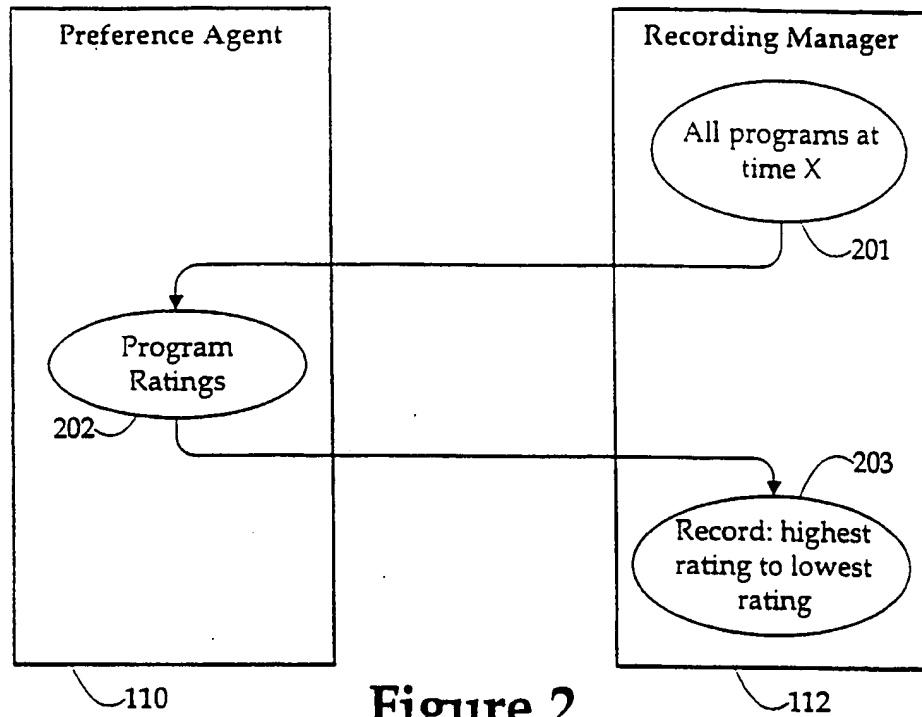 Preference Agent
Recording Manager
All programs at
time X
201
Program
Ratings
202
203
Record: highest
rating to lowest
rating
110
Figure 2
112